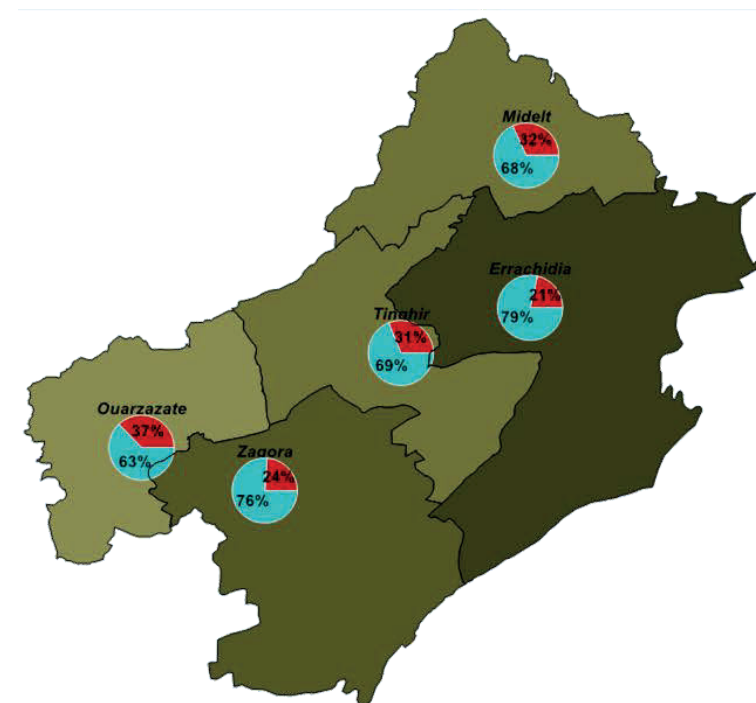 Midelt
32%
68%
Errachidia
21%
79%
Tinghir
31%
69%
Ouarzazate
37%
63%
Zagora
24%
76%